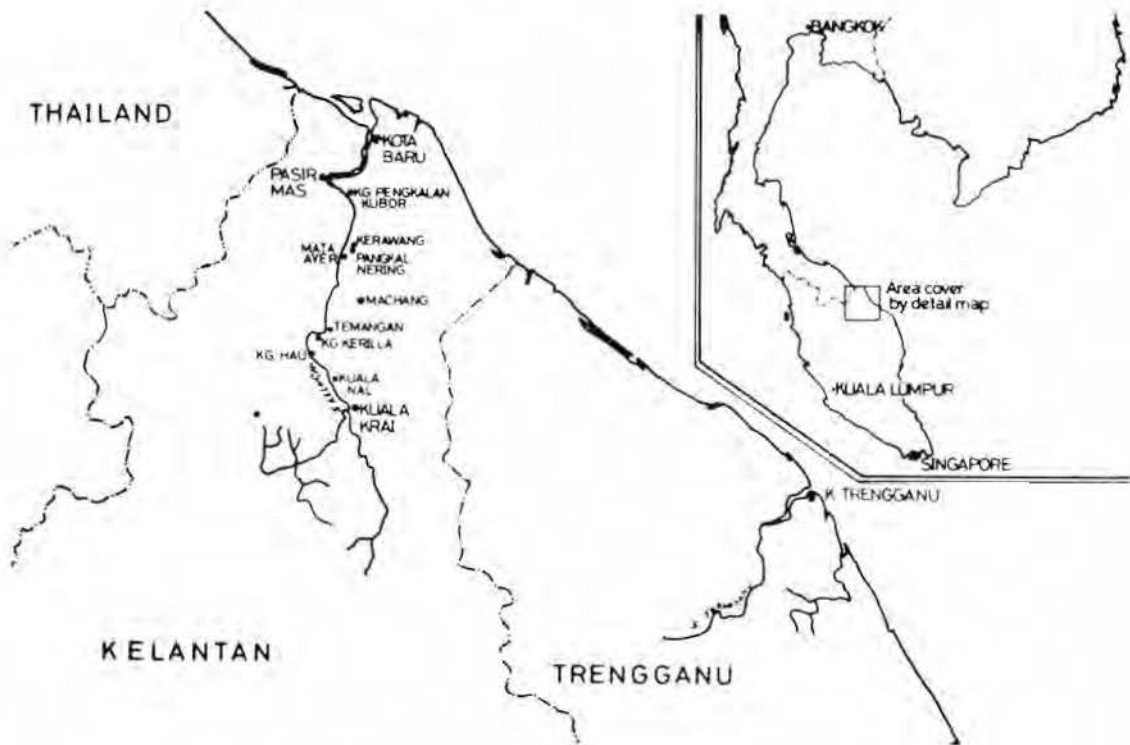 THAILAND
KOTA
BARU
PASIR
MAS
KG PENGKALAN
KUBOR
KERAWANG
MATA
AYER
PANGKAL
NERING
MACHANG
TEMANGAN
KG KERILLA
KG. HAU
KUALA
NAL
KUALA
KRAI
KELANTAN
TRENGGANU
K TRENGGANU
BANGKOK
Area cover
by detail map
KUALA LUMPUR
SINGAPORE